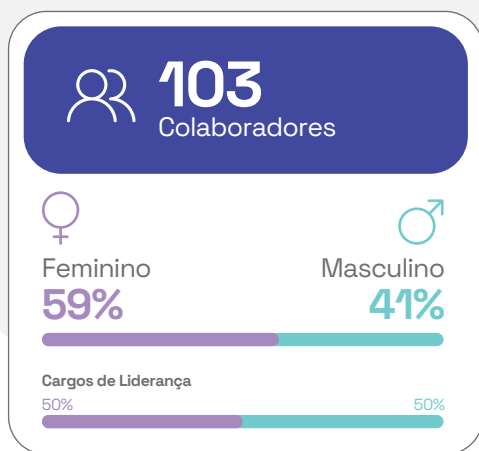 103
Colaboradores
Feminino Masculino
59% 41%
Cargos de Liderança
50% 50%